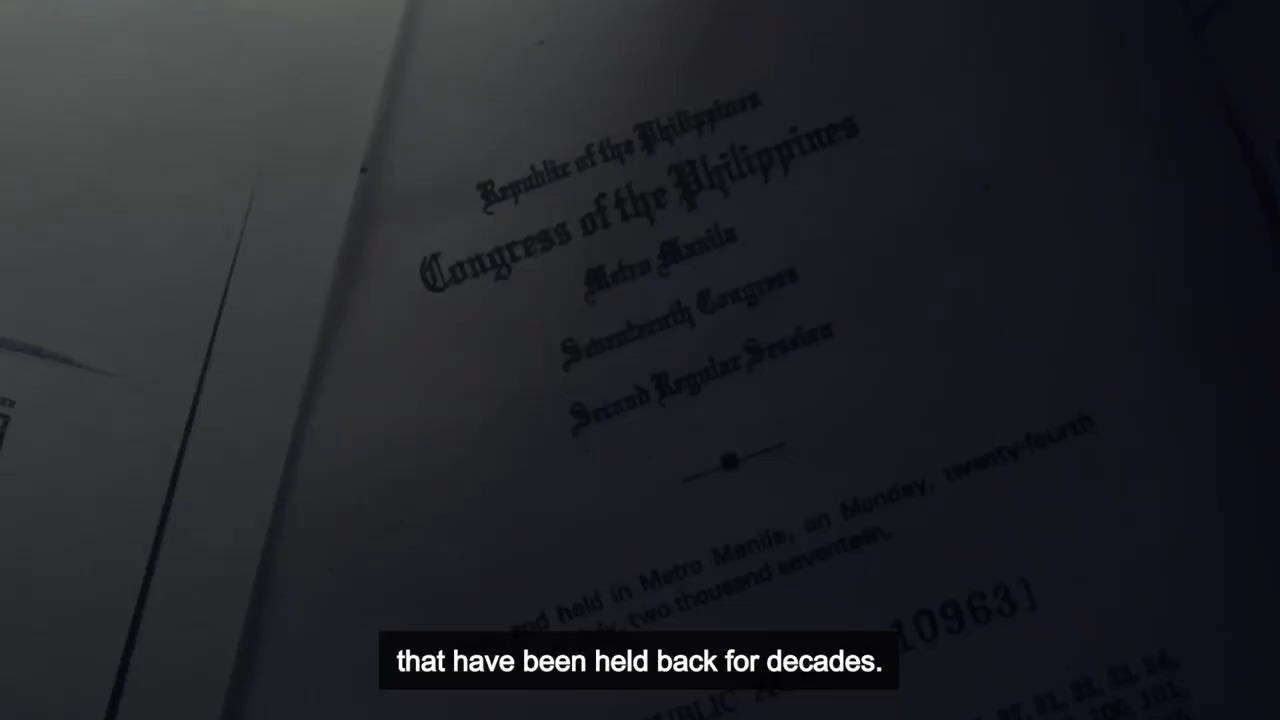 Republic of the Philippines
Congress of the Philippines
Metro Manila
Seventeenth Congress
Second Regular Session
and held in Metro Manila, on Monday, twenty-fourth
two thousand seventeen.
10963]
that have been held back for decades.